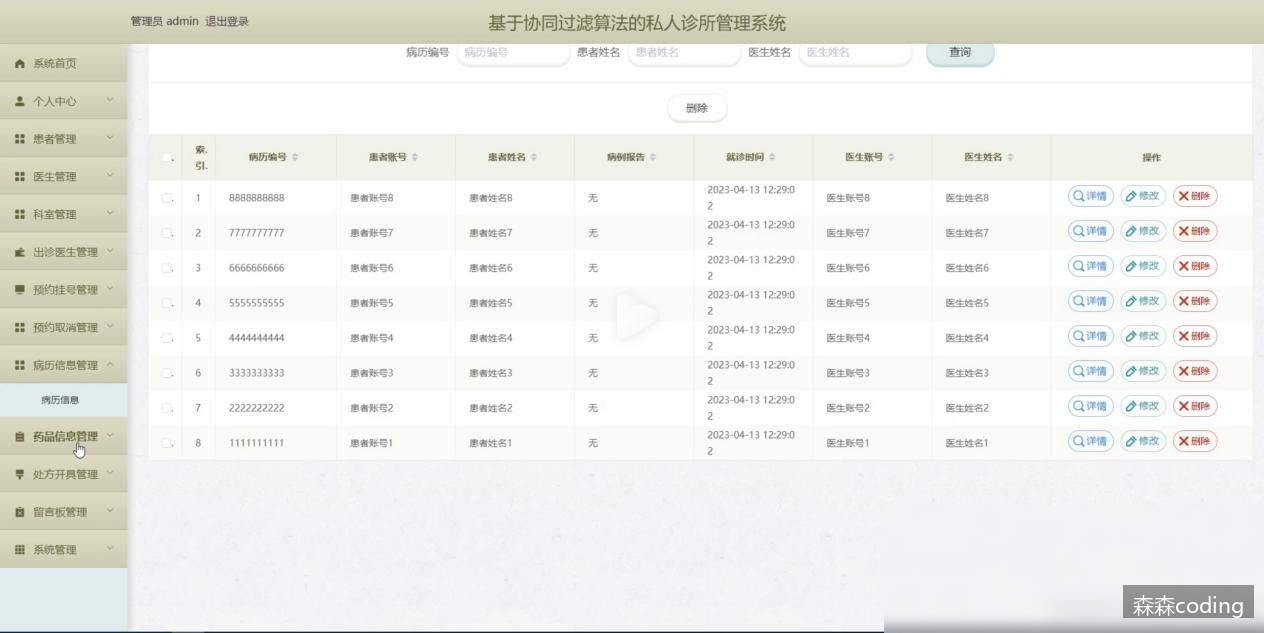 管理员 admin 退出登录
基于协同过滤算法的私人诊所管理系统
系统首页
个人中心
患者管理
医生管理
科室管理
出诊医生管理
预约挂号管理
预约取消管理
病历信息管理
病历信息
药品信息管理
处方开具管理
留言板管理
系统管理
病历编号 病历编号 患者姓名 患者姓名 医生姓名 医生姓名 查询
删除
索引 病历编号 患者账号 患者姓名 病例报告 就诊时间 医生账号 医生姓名 操作
1 8888888888 患者账号8 患者姓名8 无 2023-04-13 12:29:02 医生账号8 医生姓名8 详情 修改 删除
2 7777777777 患者账号7 患者姓名7 无 2023-04-13 12:29:02 医生账号7 医生姓名7 详情 修改 删除
3 6666666666 患者账号6 患者姓名6 无 2023-04-13 12:29:02 医生账号6 医生姓名6 详情 修改 删除
4 5555555555 患者账号5 患者姓名5 无 2023-04-13 12:29:02 医生账号5 医生姓名5 详情 修改 删除
5 4444444444 患者账号4 患者姓名4 无 2023-04-13 12:29:02 医生账号4 医生姓名4 详情 修改 删除
6 3333333333 患者账号3 患者姓名3 无 2023-04-13 12:29:02 医生账号3 医生姓名3 详情 修改 删除
7 2222222222 患者账号2 患者姓名2 无 2023-04-13 12:29:02 医生账号2 医生姓名2 详情 修改 删除
8 1111111111 患者账号1 患者姓名1 无 2023-04-13 12:29:02 医生账号1 医生姓名1 详情 修改 删除
森森coding